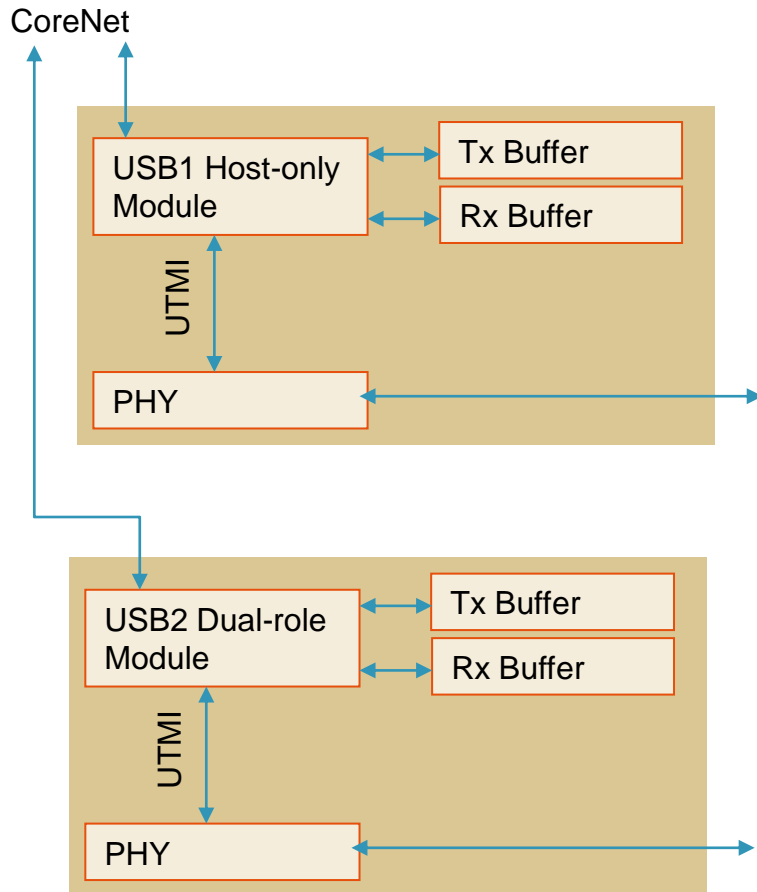 CoreNet
USB1 Host-only
Module
Tx Buffer
Rx Buffer
UTMI
PHY
USB2 Dual-role
Module
Tx Buffer
Rx Buffer
UTMI
PHY